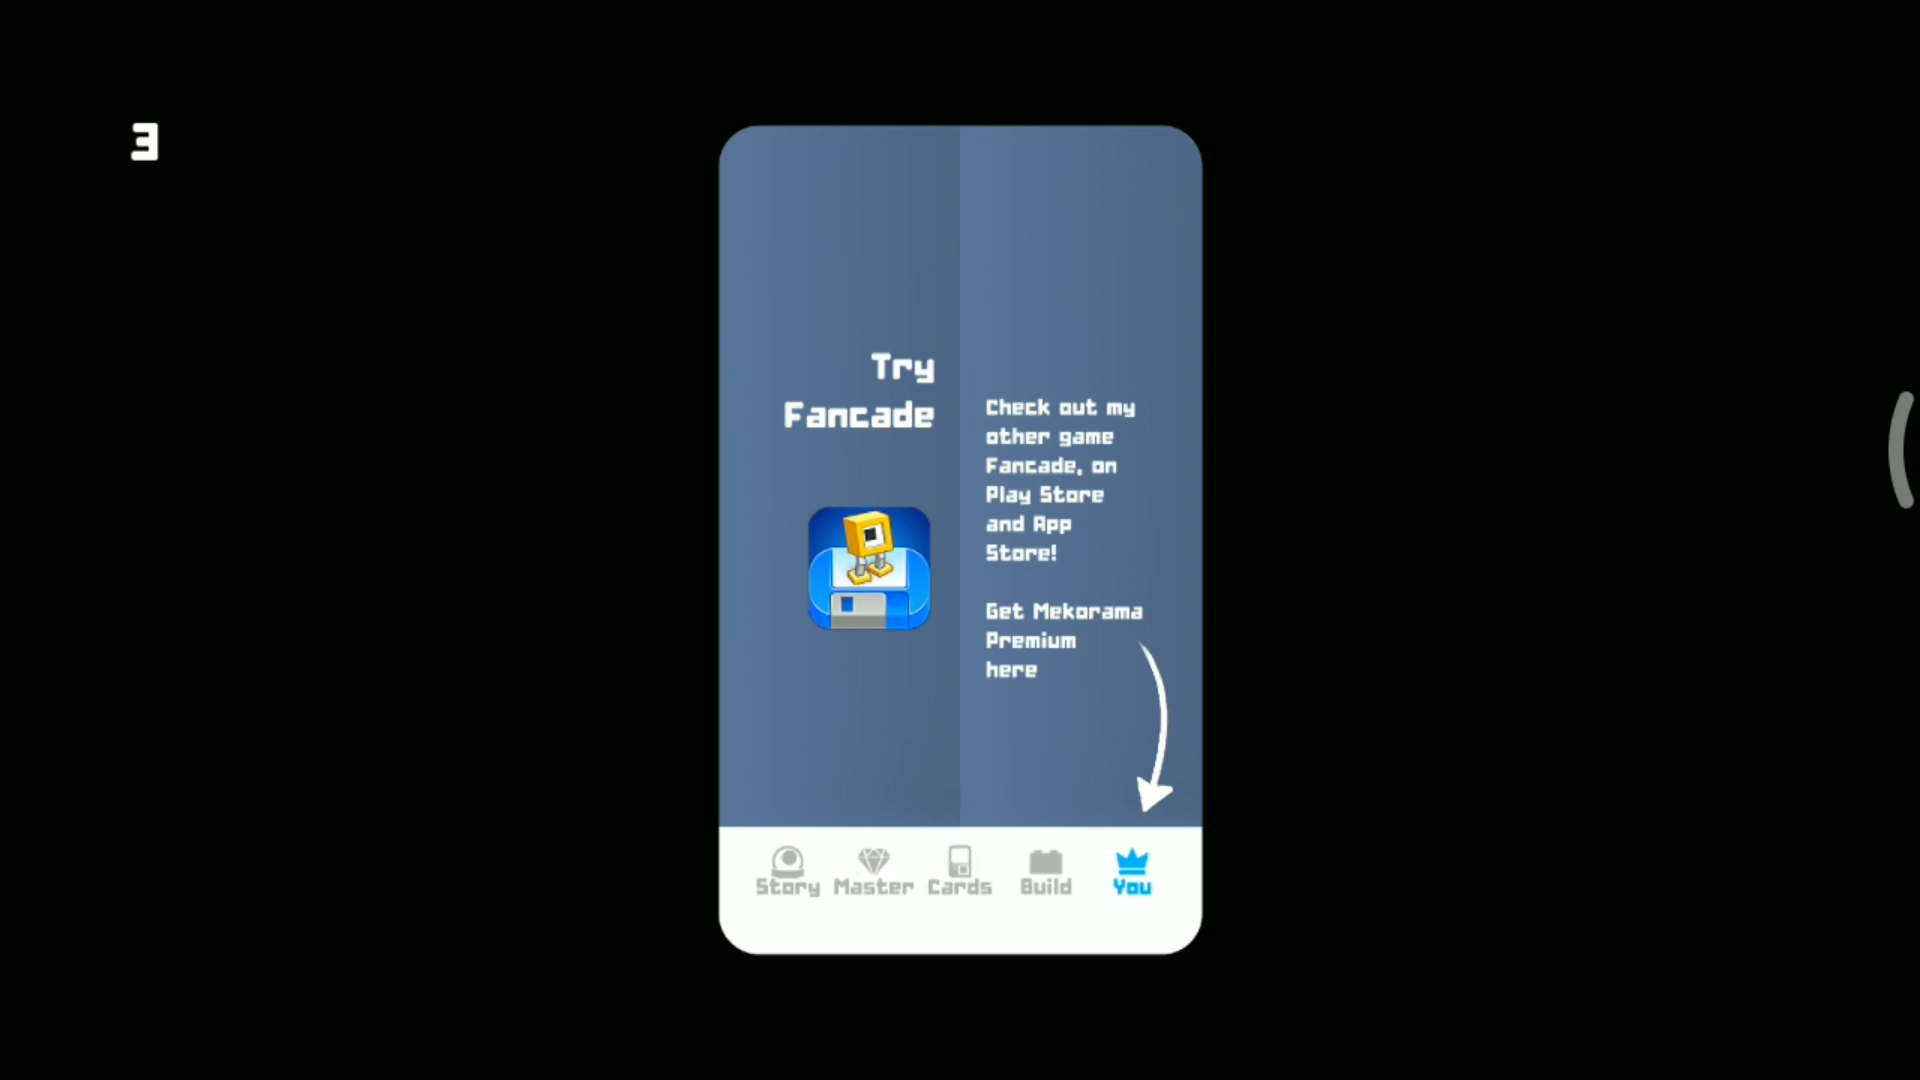 3
Try
Fancade
Check out my
other game
Fancade, on
Play Store
and App
Store!
Get Mekorama
Premium
here
Story Master Cards Build You